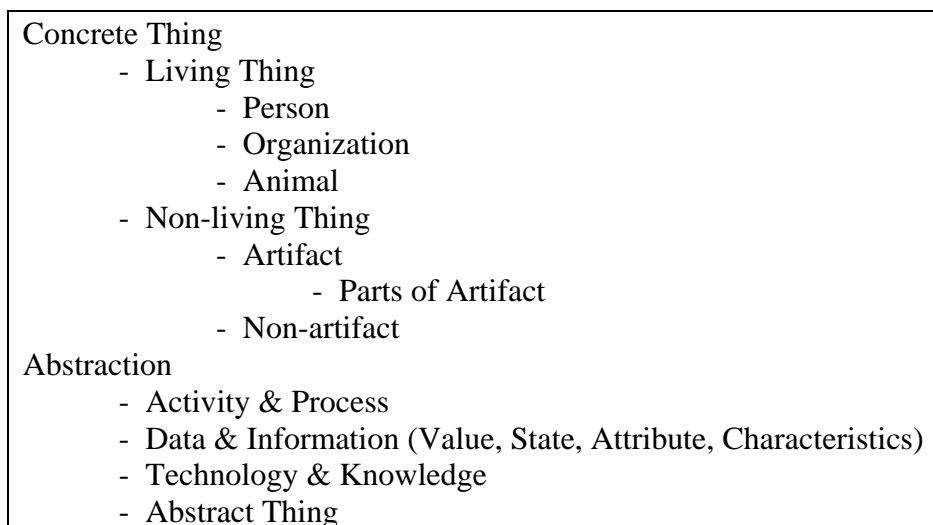 Concrete Thing
- Living Thing
- Person
- Organization
- Animal
- Non-living Thing
- Artifact
- Parts of Artifact
- Non-artifact
Abstraction
- Activity & Process
- Data & Information (Value, State, Attribute, Characteristics)
- Technology & Knowledge
- Abstract Thing